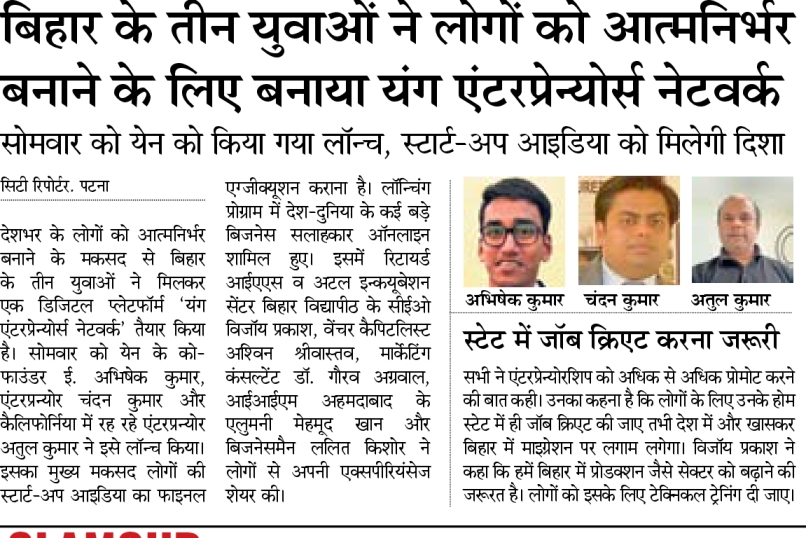 बिहार के तीन युवाओं ने लोगों को आत्मनिर्भर
बनाने के लिए बनाया यंग एंटरप्रेन्योर्स नेटवर्क
सोमवार को येन को किया गया लॉन्च, स्टार्ट-अप आइडिया को मिलेगी दिशा
सिटी रिपोर्टर. पटना
देशभर के लोगों को आत्मनिर्भर
बनाने के मकसद से बिहार
के तीन युवाओं ने मिलकर
एक डिजिटल प्लेटफॉर्म ‘यंग
एंटरप्रेन्योर्स नेटवर्क’ तैयार किया
है। सोमवार को येन के को-
फाउंडर ई. अभिषेक कुमार,
एंटरप्रेन्योर चंदन कुमार और
कैलिफोर्निया में रह रहे एंटरप्रन्योर
अतुल कुमार ने इसे लॉन्च किया।
इसका मुख्य मकसद लोगों की
स्टार्ट-अप आइडिया का फाइनल
एग्जीक्यूशन कराना है। लॉन्चिंग
प्रोग्राम में देश-दुनिया के कई बड़े
बिजनेस सलाहकार ऑनलाइन
शामिल हुए। इसमें रिटायर्ड
आईएएस व अटल इन्क्यूबेशन
सेंटर बिहार विद्यापीठ के सीईओ
विजॉय प्रकाश, वेंचर कैपिटलिस्ट
अश्विन श्रीवास्तव, मार्केटिंग
कंसल्टेंट डॉ. गौरव अग्रवाल,
आईआईएम अहमदाबाद के
एलुमनी मेहमूद खान और
बिजनेसमैन ललित किशोर ने
लोगों से अपनी एक्सपीरियंसेज
शेयर की।
अभिषेक कुमार चंदन कुमार अतुल कुमार
स्टेट में जॉब क्रिएट करना जरूरी
सभी ने एंटरप्रेन्योरशिप को अधिक से अधिक प्रोमोट करने
की बात कही। उनका कहना है कि लोगों के लिए उनके होम
स्टेट में ही जॉब क्रिएट की जाए तभी देश में और खासकर
बिहार में माइग्रेशन पर लगाम लगेगा। विजॉय प्रकाश ने
कहा कि हमें बिहार में प्रोडक्शन जैसे सेक्टर को बढ़ाने की
जरूरत है। लोगों को इसके लिए टेक्निकल ट्रेनिंग दी जाए।